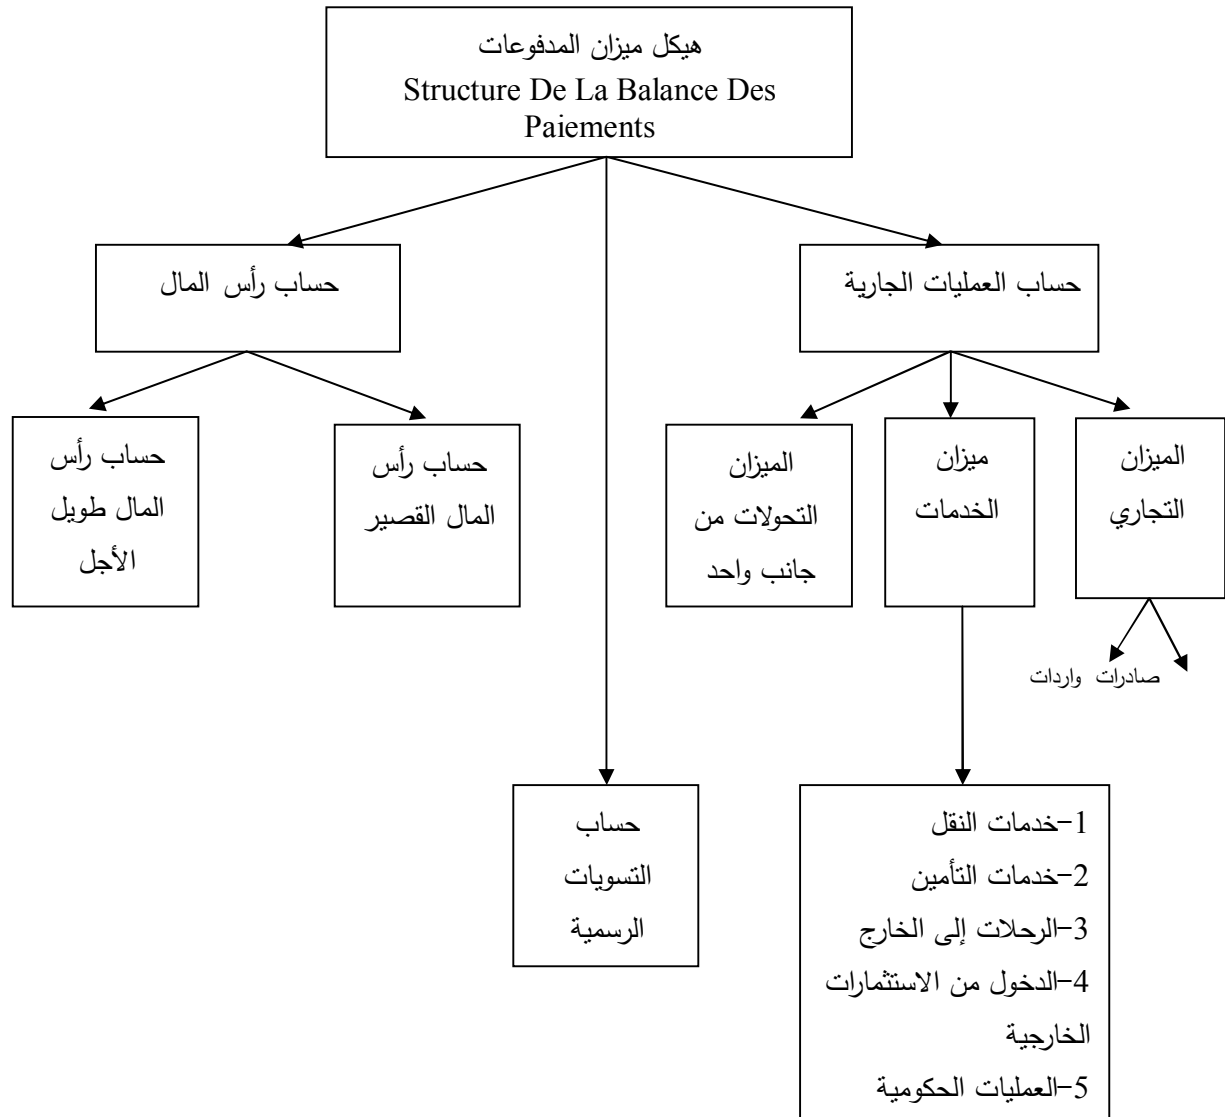 هيكل ميزان المدفوعات
Structure De La Balance Des
Paiements
حساب العمليات الجارية
حساب رأس المال
الميزان
التجاري
ميزان
الخدمات
الميزان
التحولات من
جانب واحد
حساب رأس
المال القصير
حساب رأس
المال طويل
الأجل
صادرات واردات
حساب
التسويات
الرسمية
1-خدمات النقل
2-خدمات التأمين
3-الرحلات إلى الخارج
4-الدخول من الاستثمارات
الخارجية
5-العمليات الحكومية